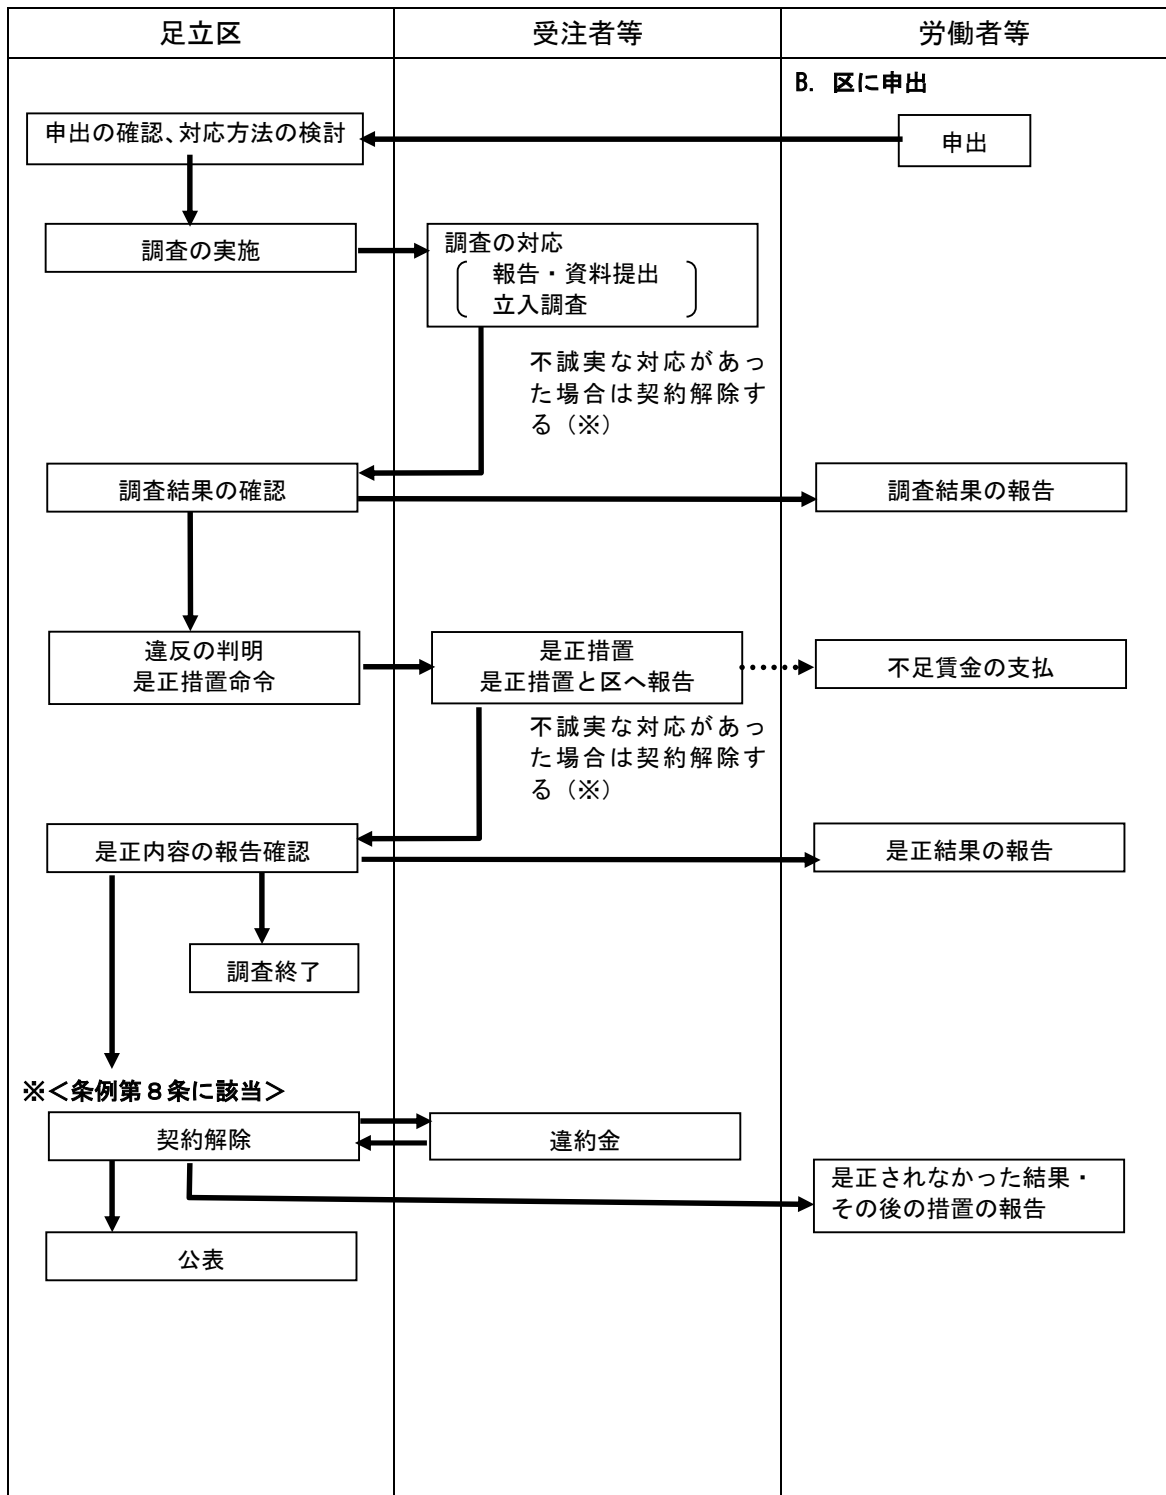 足立区
受注者等
労働者等
B. 区に申出
申出の確認、対応方法の検討
申出
調査の実施
調査の対応
報告・資料提出
立入調査
不誠実な対応があっ
た場合は契約解除す
る（※）
調査結果の確認
調査結果の報告
違反の判明
是正措置命令
是正措置
是正措置と区へ報告
不足賃金の支払
不誠実な対応があっ
た場合は契約解除す
る（※）
是正内容の報告確認
是正結果の報告
調査終了
※＜条例第８条に該当＞
契約解除
違約金
是正されなかった結果・
その後の措置の報告
公表